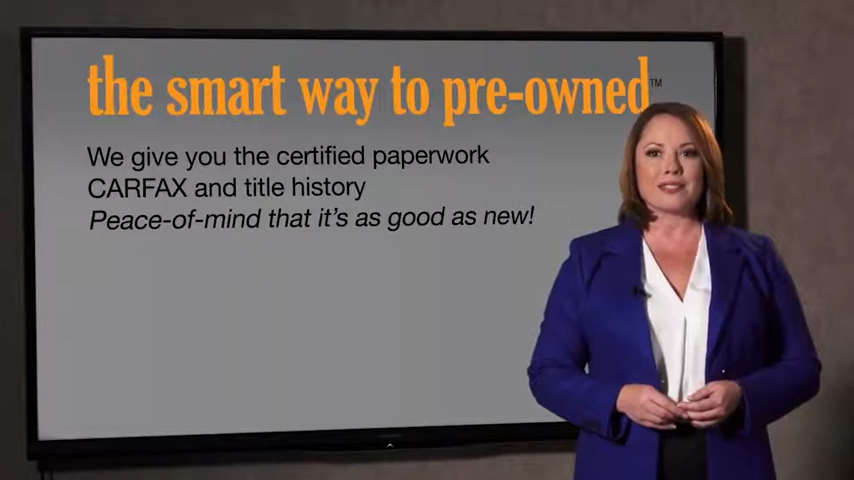 the smart way to pre-owned™
We give you the certified paperwork
CARFAX and title history
Peace-of-mind that it's as good as new!